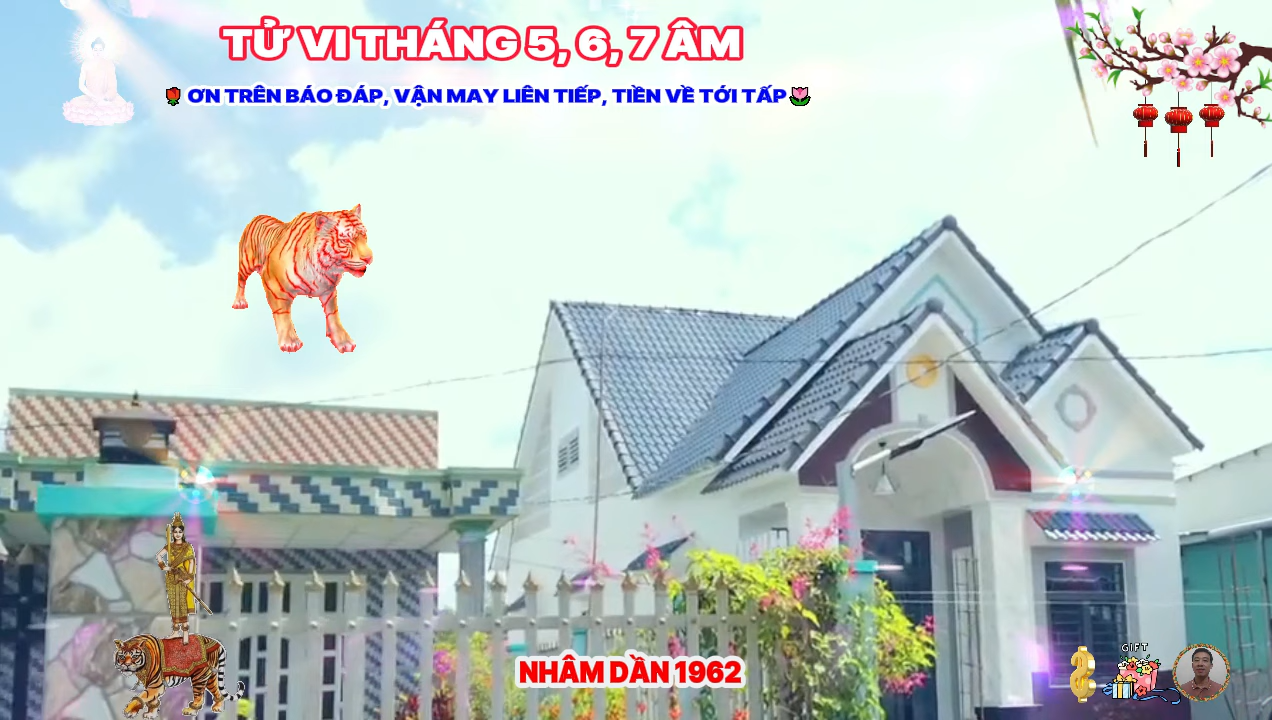 TỬ VI THÁNG 5, 6, 7 ÂM
ƠN TRÊN BÁO ĐÁP, VẬN MAY LIÊN TIẾP, TIỀN VỀ TỚI TẤP
GIFT
NHÂM DẦN 1962